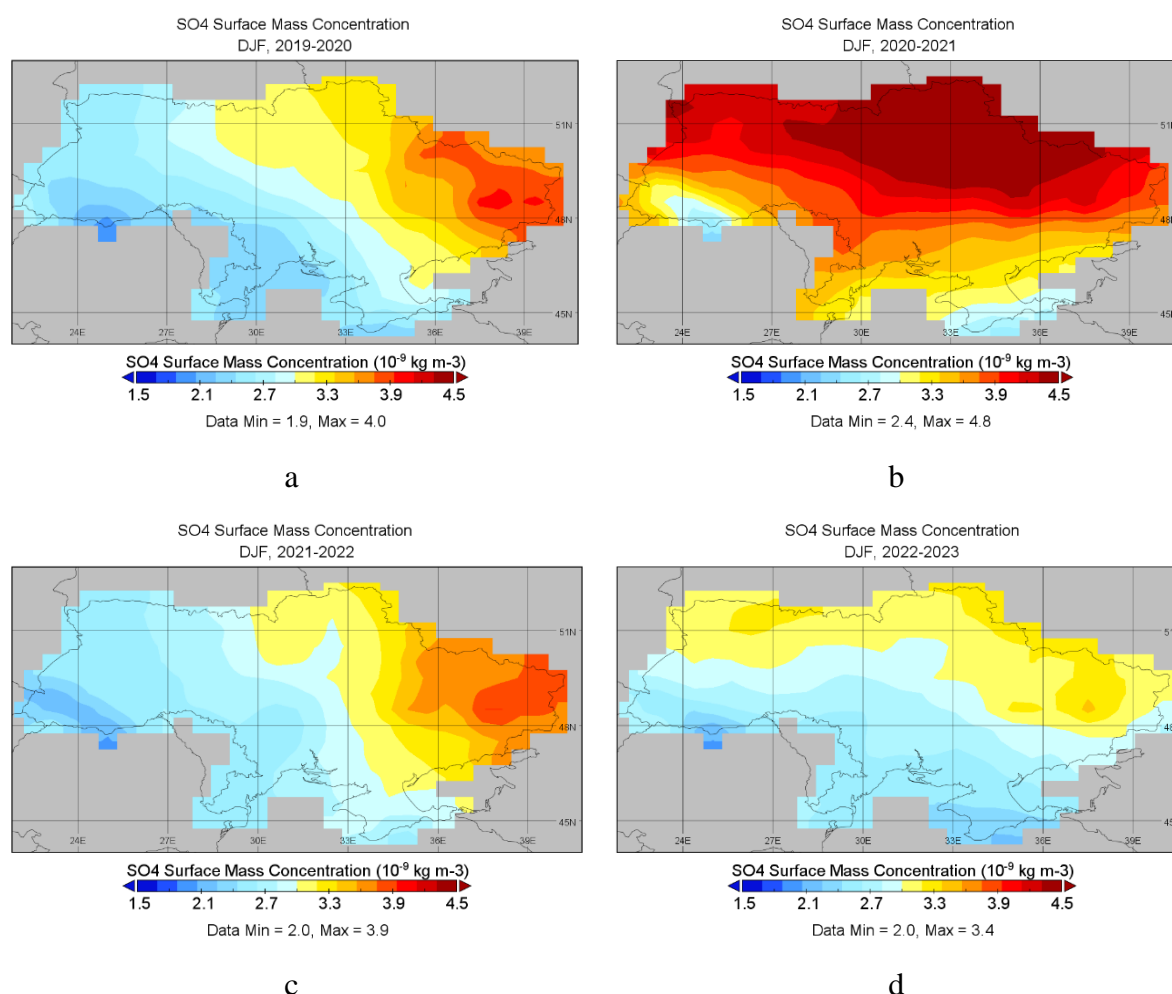 SO4 Surface Mass Concentration
DJF, 2019-2020
51N
48N
45N
24E 27E 30E 33E 36E 39E
SO4 Surface Mass Concentration (10⁻⁹ kg m-3)
1.5 2.1 2.7 3.3 3.9 4.5
Data Min = 1.9, Max = 4.0
a
SO4 Surface Mass Concentration
DJF, 2020-2021
51N
48N
45N
24E 27E 30E 33E 36E 39E
SO4 Surface Mass Concentration (10⁻⁹ kg m-3)
1.5 2.1 2.7 3.3 3.9 4.5
Data Min = 2.4, Max = 4.8
b
SO4 Surface Mass Concentration
DJF, 2021-2022
51N
48N
45N
24E 27E 30E 33E 36E 39E
SO4 Surface Mass Concentration (10⁻⁹ kg m-3)
1.5 2.1 2.7 3.3 3.9 4.5
Data Min = 2.0, Max = 3.9
c
SO4 Surface Mass Concentration
DJF, 2022-2023
51N
48N
45N
24E 27E 30E 33E 36E 39E
SO4 Surface Mass Concentration (10⁻⁹ kg m-3)
1.5 2.1 2.7 3.3 3.9 4.5
Data Min = 2.0, Max = 3.4
d